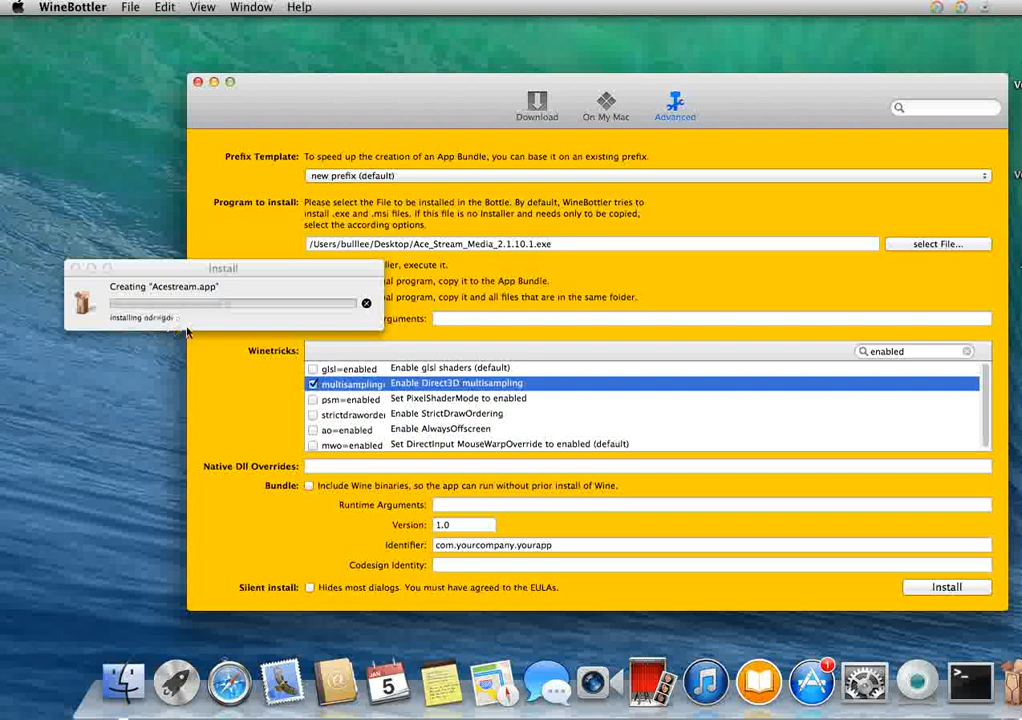 WineBottler File Edit View Window Help
Download On My Mac Advanced
Prefix Template: To speed up the creation of an App Bundle, you can base it on an existing prefix.
new prefix (default)
Program to install: Please select the File to be installed in the Bottle. By default, WineBottler tries to
install .exe and .msi files. If this file is no Installer and needs only to be copied,
select the according options.
/Users/bulllee/Desktop/Ace_Stream_Media_2.1.10.1.exe select File...
Install
Creating "Acestream.app"
installing
ller, execute it.
al program, copy it to the App Bundle.
al program, copy it and all files that are in the same folder.
guments:
Winetricks: enabled
glsl=enabled Enable glsl shaders (default)
multisampling Enable Direct3D multisampling
psm=enabled Set PixelShaderMode to enabled
strictdraworder Enable StrictDrawOrdering
ao=enabled Enable AlwaysOffscreen
mwo=enabled Set DirectInput MouseWarpOverride to enabled (default)
Native Dll Overrides:
Bundle: Include Wine binaries, so the app can run without prior install of Wine.
Runtime Arguments:
Version: 1.0
Identifier: com.yourcompany.yourapp
Codesign Identity:
Silent install: Hides most dialogs. You must have agreed to the EULAs.
Install
5
1